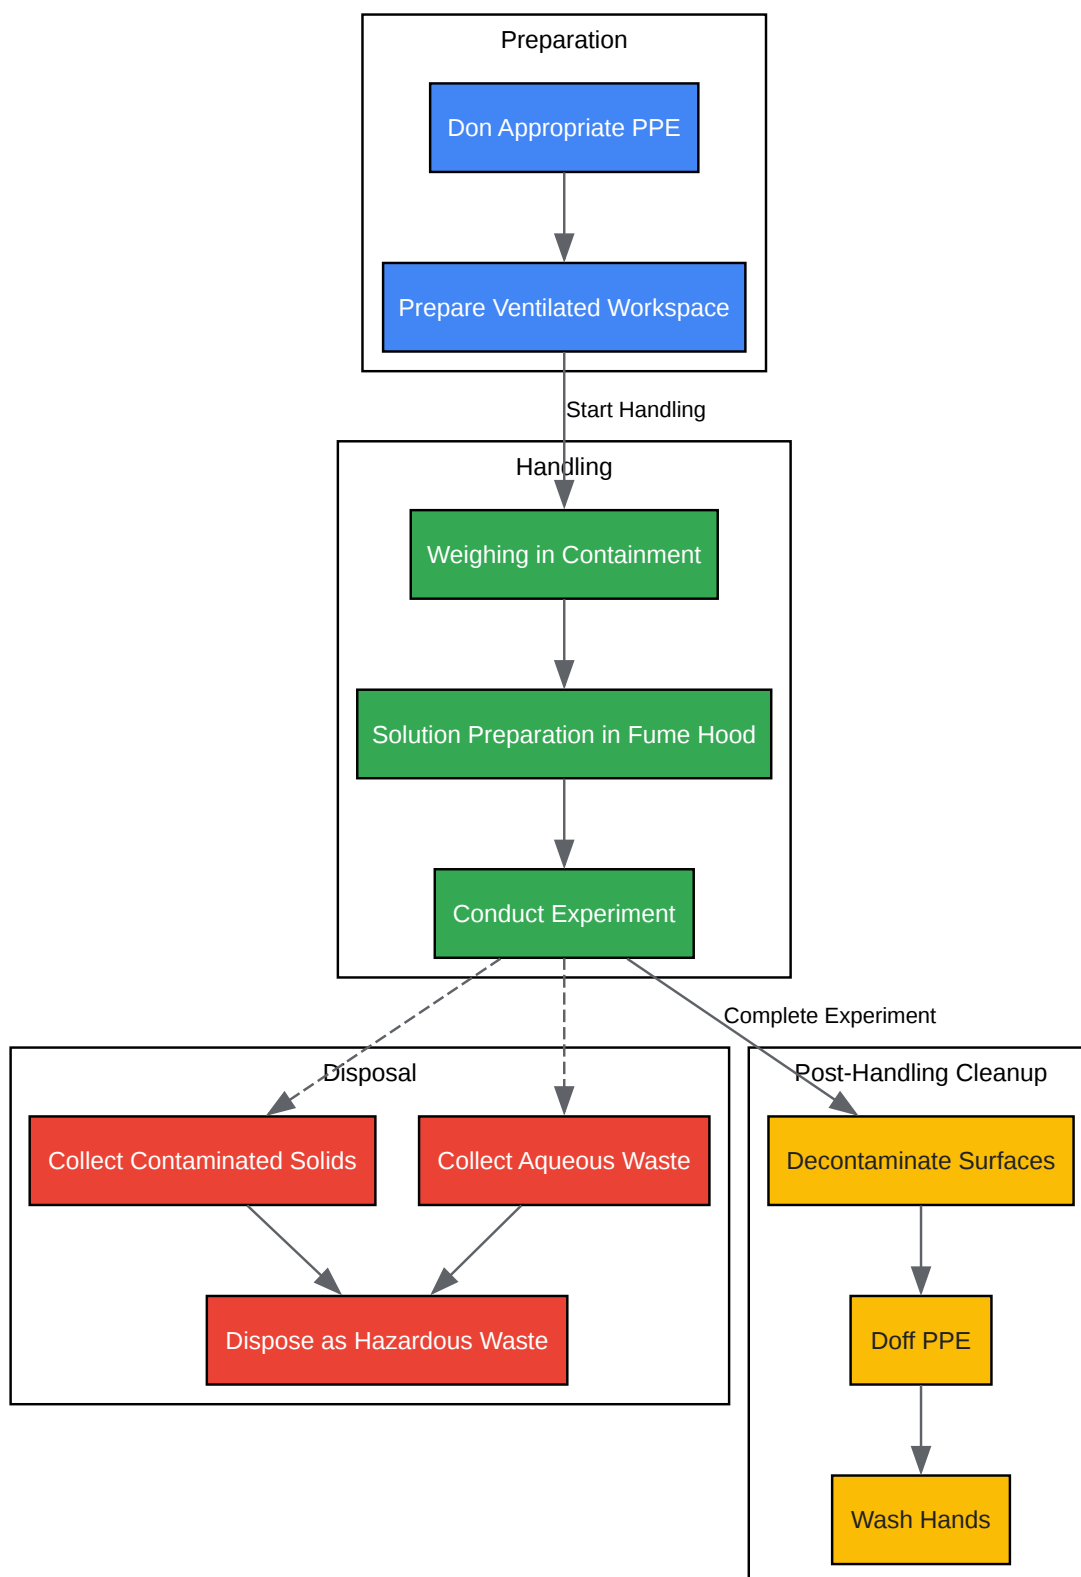 Preparation
Don Appropriate PPE
Prepare Ventilated Workspace
Start Handling
Handling
Weighing in Containment
Solution Preparation in Fume Hood
Conduct Experiment
Complete Experiment
Disposal
Collect Contaminated Solids
Collect Aqueous Waste
Dispose as Hazardous Waste
Post-Handling Cleanup
Decontaminate Surfaces
Doff PPE
Wash Hands